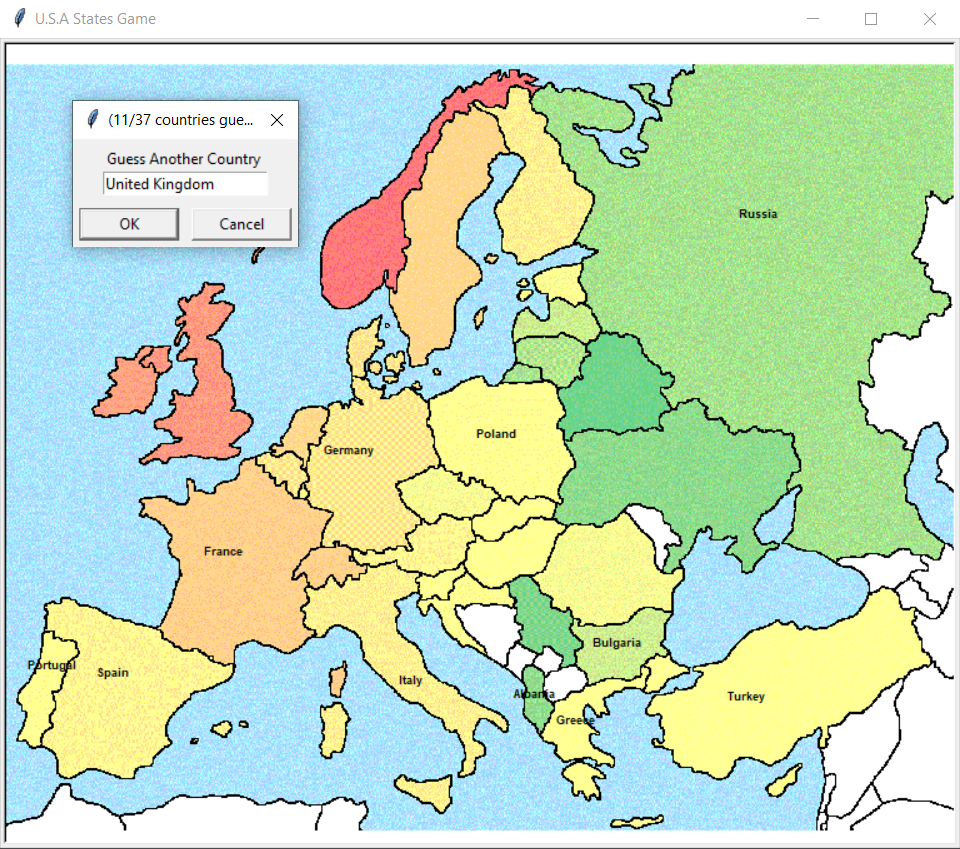 U.S.A States Game
(11/37 countries gue...
Guess Another Country
United Kingdom
OK
Cancel
Russia
Poland
Germany
France
Bulgaria
Portugal
Spain
Italy
Albania
Turkey
Greece